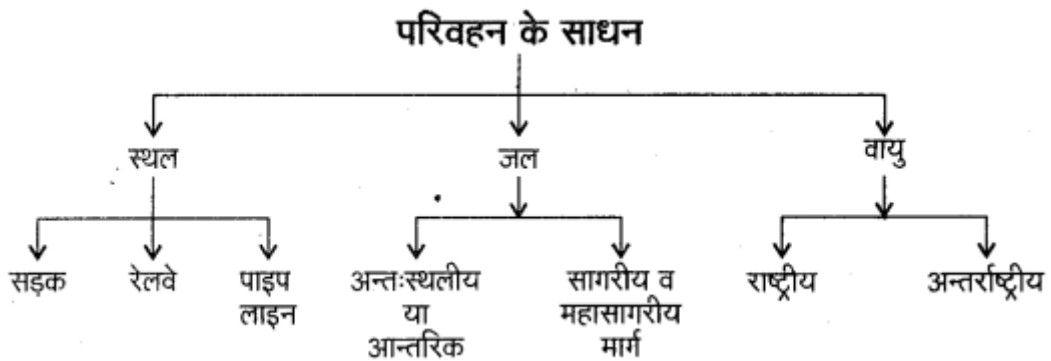 परिवहन के साधन
स्थल
जल
वायु
सड़क
रेलवे
पाइप
लाइन
अन्तःस्थलीय
या
आन्तरिक
सागरीय व
महासागरीय
मार्ग
राष्ट्रीय
अन्तर्राष्ट्रीय